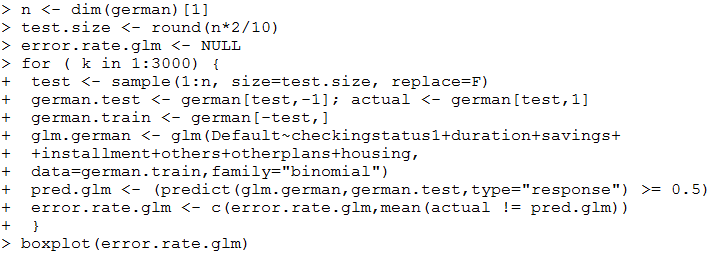 > n <- dim(german)[1]
> test.size <- round(n*2/10)
> error.rate.glm <- NULL
> for ( k in 1:3000) {
+  test <- sample(1:n, size=test.size, replace=F)
+  german.test <- german[test,-1]; actual <- german[test,1]
+  german.train <- german[-test,]
+  glm.german <- glm(Default~checkingstatus1+duration+savings+
+  +installment+others+otherplans+housing,
+  data=german.train,family="binomial")
+  pred.glm <- (predict(glm.german,german.test,type="response") >= 0.5)
+  error.rate.glm <- c(error.rate.glm,mean(actual != pred.glm))
+  }
> boxplot(error.rate.glm)